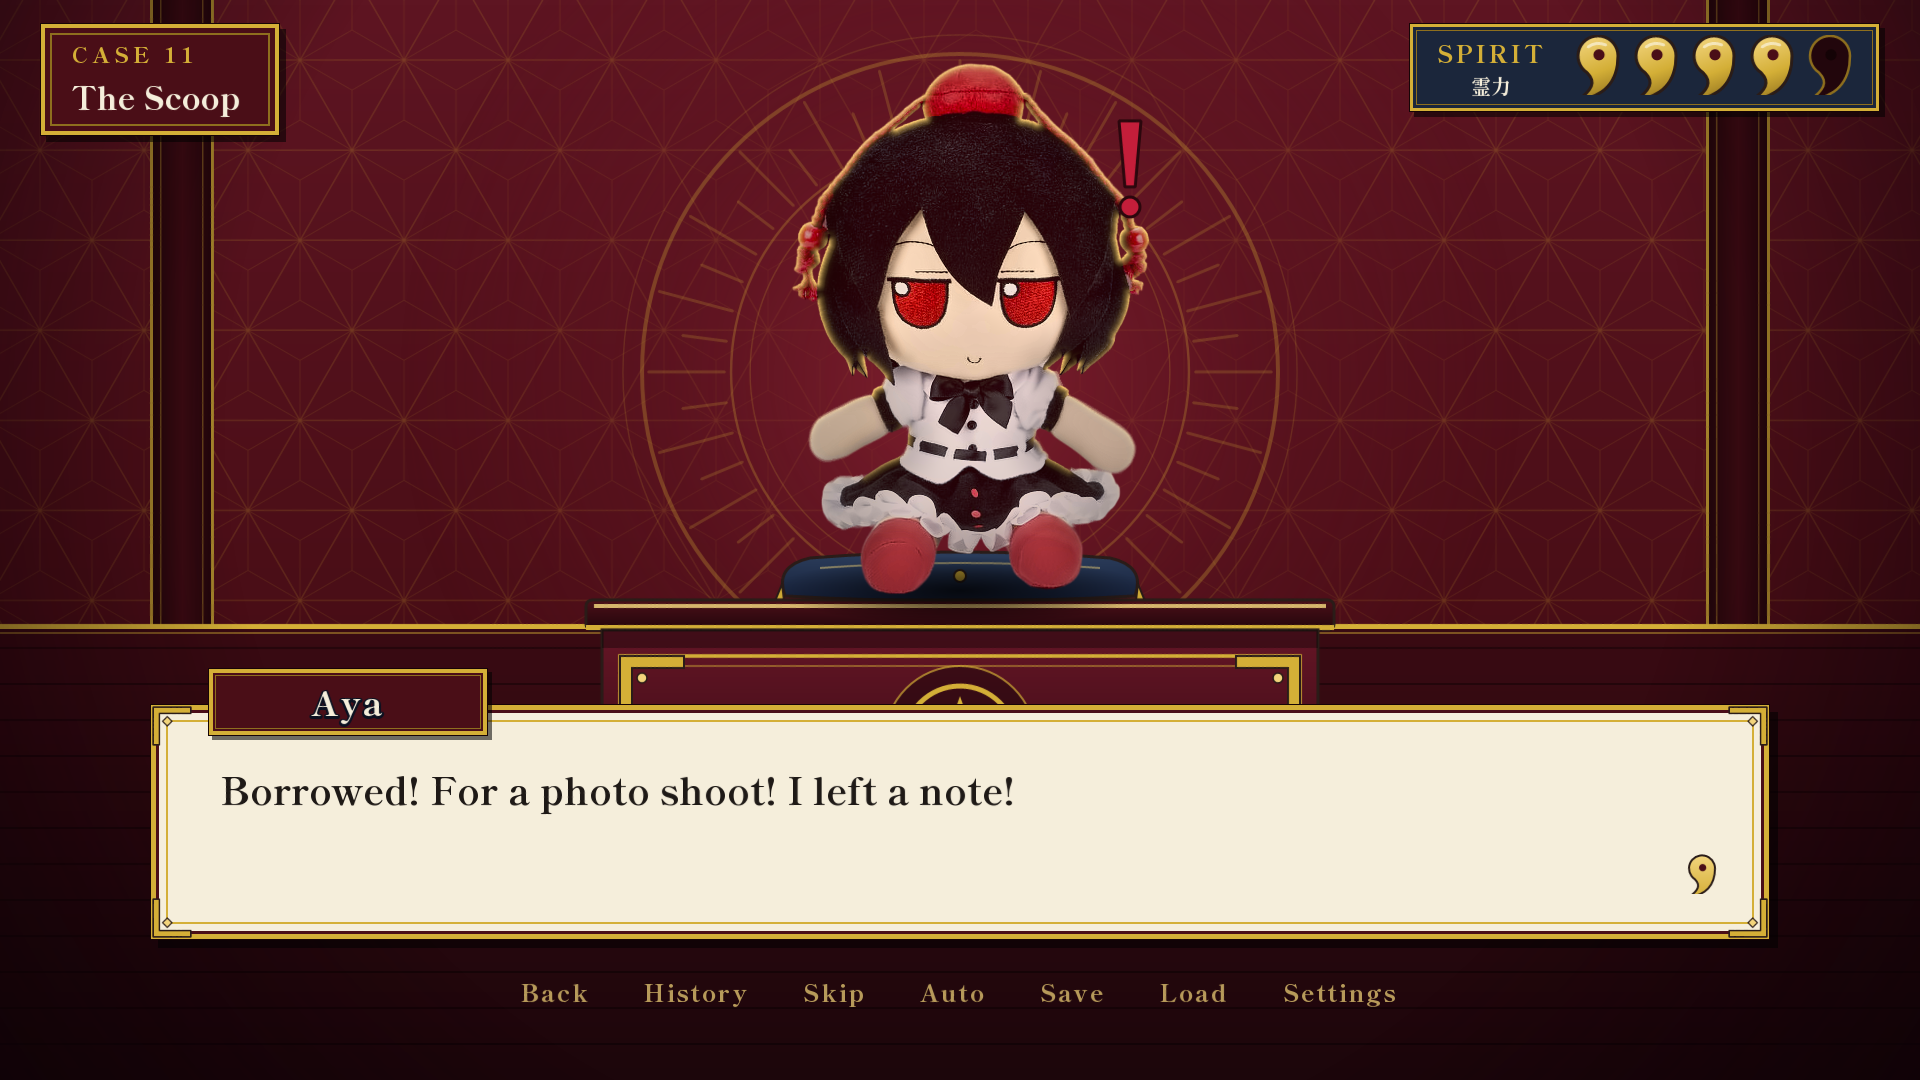 CASE 11
The Scoop
SPIRIT
霊力
Aya
Borrowed! For a photo shoot! I left a note!
Back History Skip Auto Save Load Settings